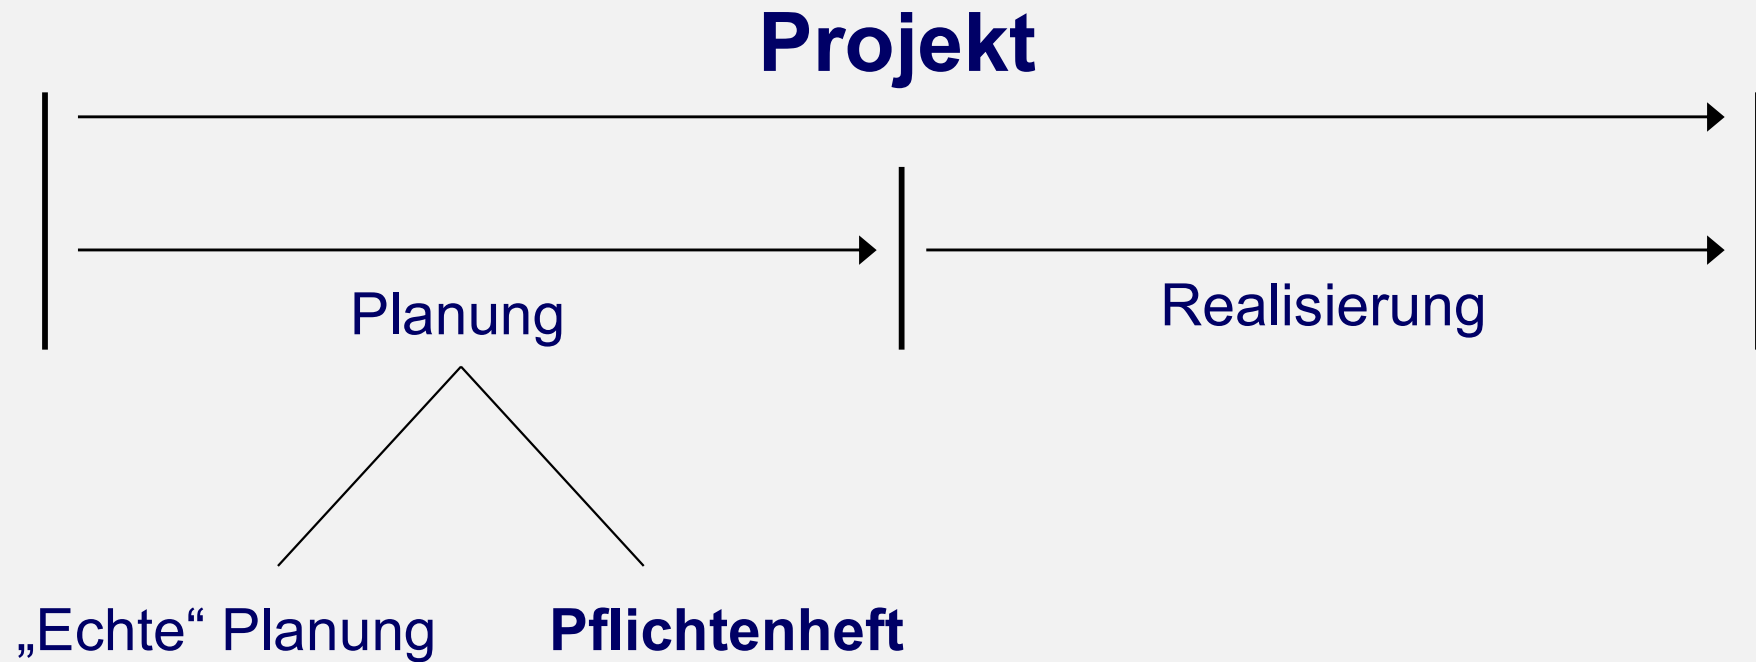 Projekt
Planung
Realisierung
„Echte“ Planung
Pflichtenheft